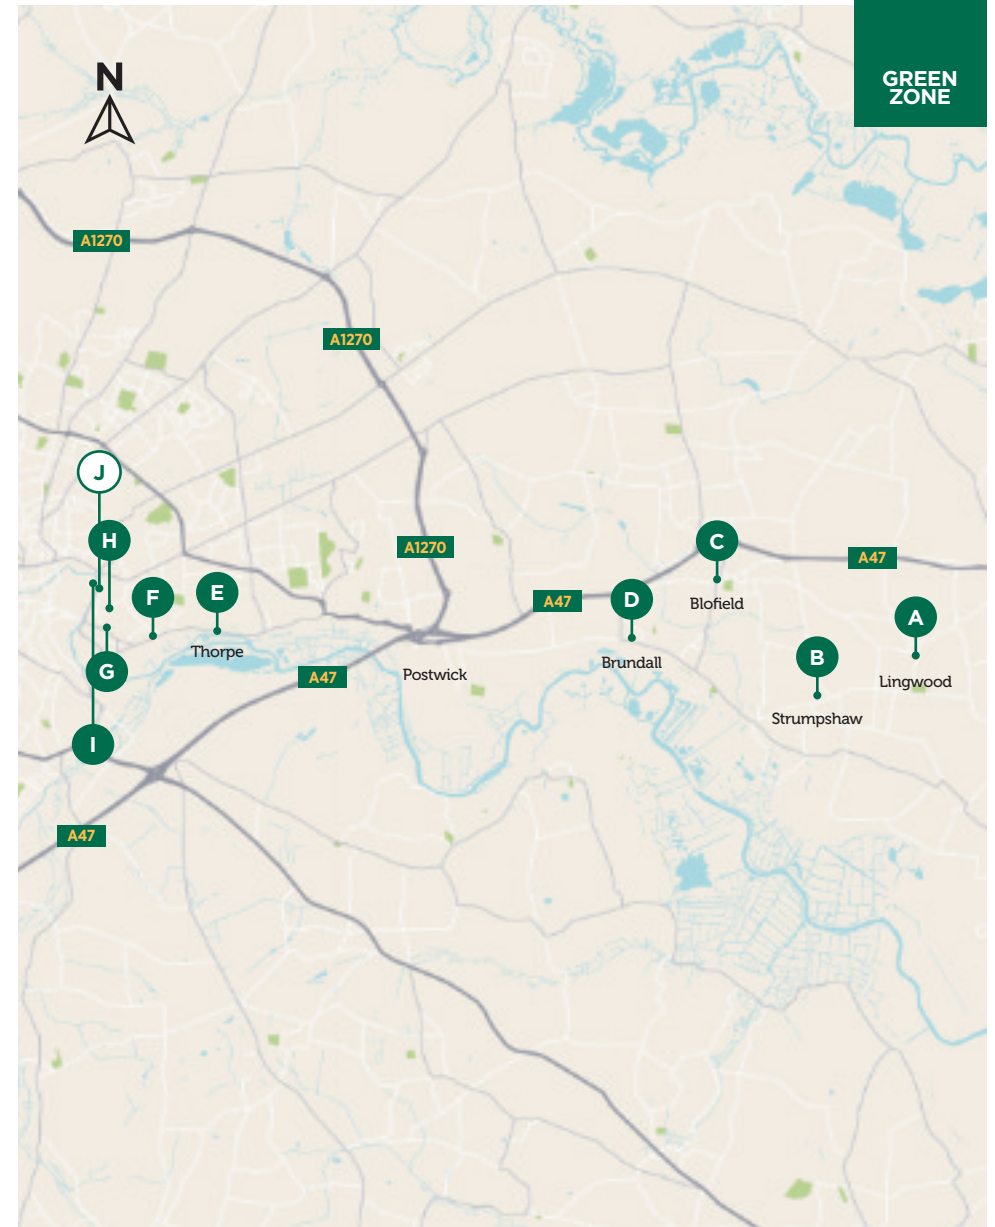 GREEN
ZONE
N
A1270
A1270
J
H
A1270
C
A47
F
E
A47
D
Blofield
A
Thorpe
B
Brundall
G
A47
Postwick
Lingwood
Strumpshaw
I
A47